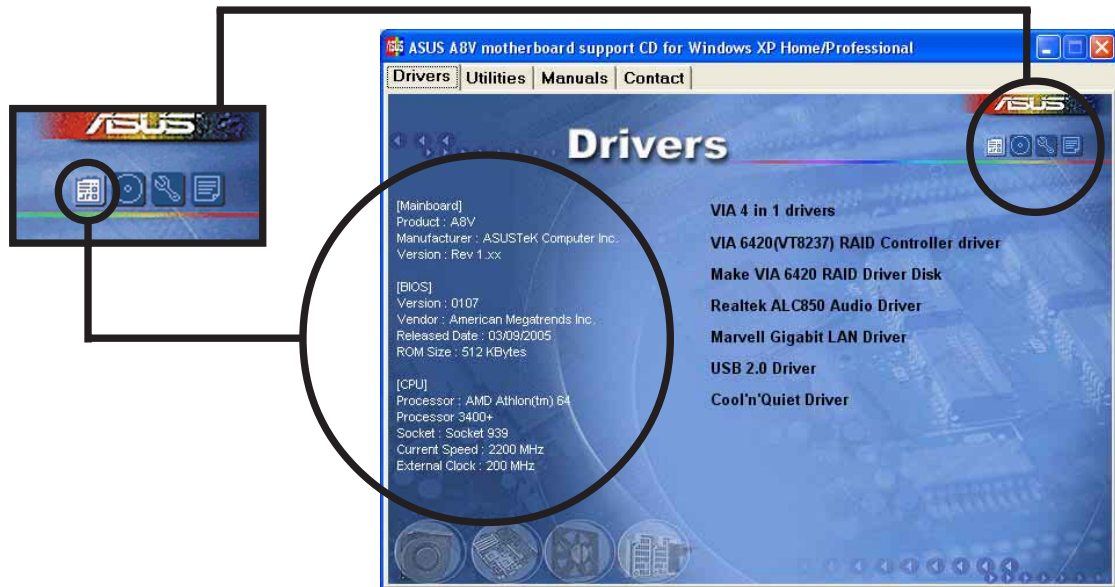 ASUS A8V motherboard support CD for Windows XP Home/Professional
Drivers Utilities Manuals Contact
ASUS
ASUS
Drivers
[Mainboard]
Product : A8V
Manufacturer : ASUSTeK Computer Inc.
Version : Rev 1.xx
[BIOS]
Version : 0107
Vendor : American Megatrends Inc.
Released Date : 03/09/2005
ROM Size : 512 KBytes
[CPU]
Processor : AMD Athlon(tm) 64
Processor 3400+
Socket : Socket 939
Current Speed : 2200 MHz
External Clock : 200 MHz
VIA 4 in 1 drivers
VIA 6420(VT8237) RAID Controller driver
Make VIA 6420 RAID Driver Disk
Realtek ALC850 Audio Driver
Marvell Gigabit LAN Driver
USB 2.0 Driver
Cool'n'Quiet Driver